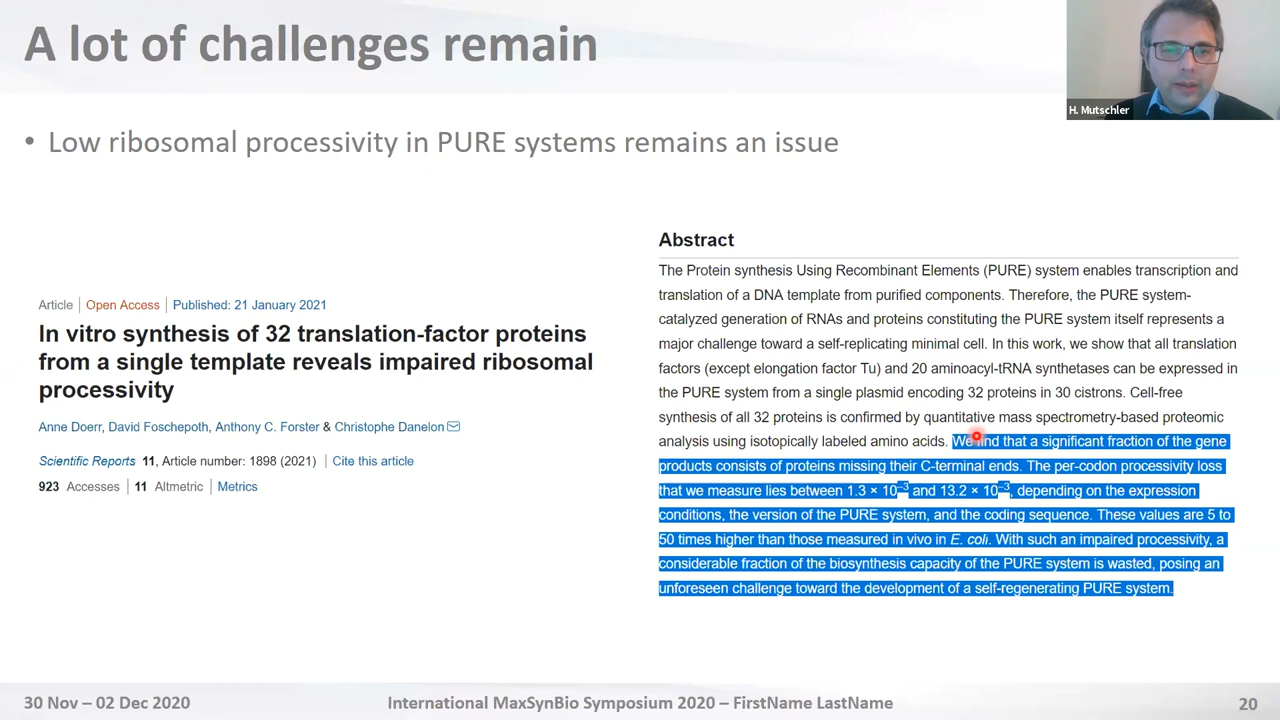 A lot of challenges remain
H. Mutschler
• Low ribosomal processivity in PURE systems remains an issue
Article | Open Access | Published: 21 January 2021
In vitro synthesis of 32 translation-factor proteins
from a single template reveals impaired ribosomal
processivity
Anne Doerr, David Foschepoth, Anthony C. Forster & Christophe Danelon
Scientific Reports 11, Article number: 1898 (2021) | Cite this article
923 Accesses | 11 Altmetric | Metrics
Abstract
The Protein synthesis Using Recombinant Elements (PURE) system enables transcription and
translation of a DNA template from purified components. Therefore, the PURE system-
catalyzed generation of RNAs and proteins constituting the PURE system itself represents a
major challenge toward a self-replicating minimal cell. In this work, we show that all translation
factors (except elongation factor Tu) and 20 aminoacyl-tRNA synthetases can be expressed in
the PURE system from a single plasmid encoding 32 proteins in 30 cistrons. Cell-free
synthesis of all 32 proteins is confirmed by quantitative mass spectrometry-based proteomic
analysis using isotopically labeled amino acids. We find that a significant fraction of the gene
products consists of proteins missing their C-terminal ends. The per-codon processivity loss
that we measure lies between 1.3 × 10⁻³ and 13.2 × 10⁻³, depending on the expression
conditions, the version of the PURE system, and the coding sequence. These values are 5 to
50 times higher than those measured in vivo in E. coli. With such an impaired processivity, a
considerable fraction of the biosynthesis capacity of the PURE system is wasted, posing an
unforeseen challenge toward the development of a self-regenerating PURE system.
30 Nov – 02 Dec 2020
International MaxSynBio Symposium 2020 – FirstName LastName
20